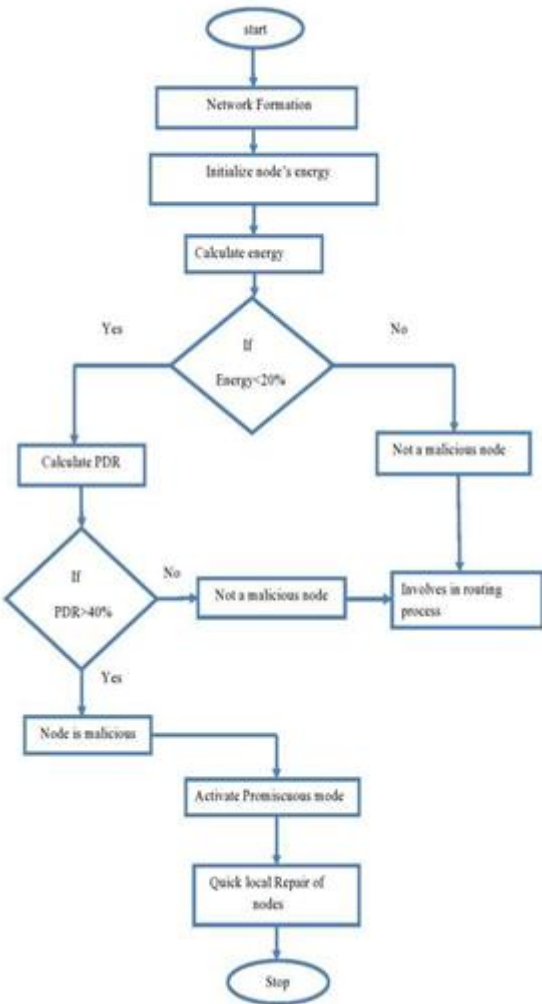 start
Network Formation
Initialize node's energy
Calculate energy
Yes
No
If
Energy<20%
Calculate PDR
Not a malicious node
If
PDR>40%
No
Not a malicious node
Involves in routing
process
Yes
Node is malicious
Activate Promiscuous mode
Quick local Repair of
nodes
Stop